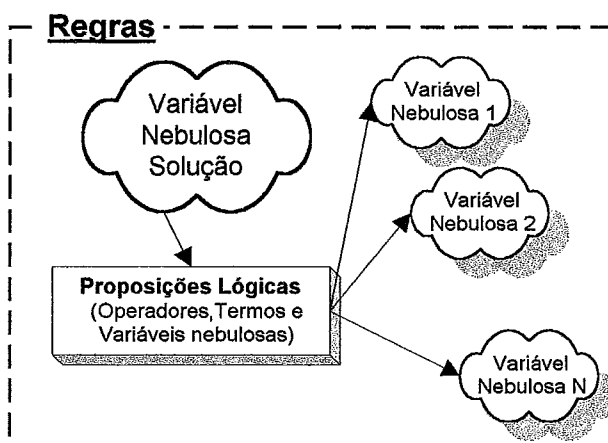 Regras
Variável
Nebulosa
Solução
Variável
Nebulosa 1
Variável
Nebulosa 2
Proposições Lógicas
(Operadores,Termos e
Variáveis nebulosas)
Variável
Nebulosa N